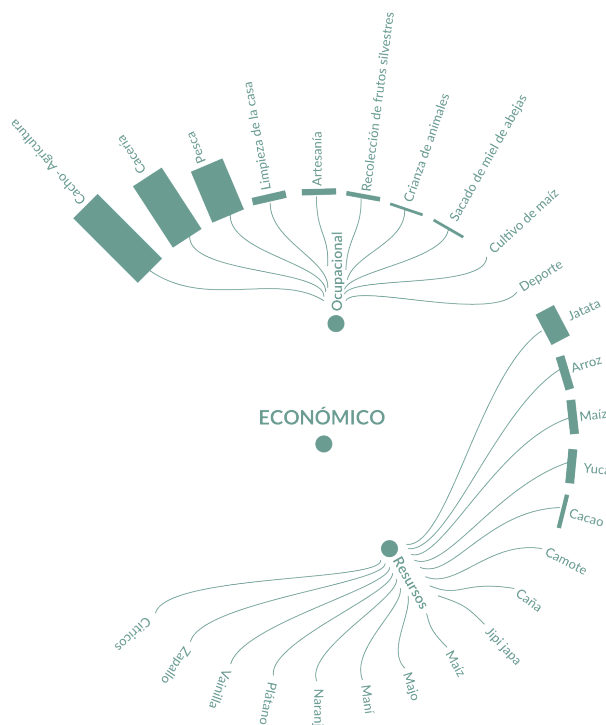 Cacho- Agricultura
Cacería
Pesca
Limpieza de la casa
Artesanía
Recolección de frutos silvestres
Crianza de animales
Sacado de miel de abejas
Cultivo de maíz
Deporte
Ocupacional
ECONÓMICO
Resursos
Jatata
Arroz
Maíz
Yuca
Cacao
Camote
Caña
Jipi japa
Maíz
Majo
Maní
Naranj
Plátano
Vainilla
Zapallo
Cítricos